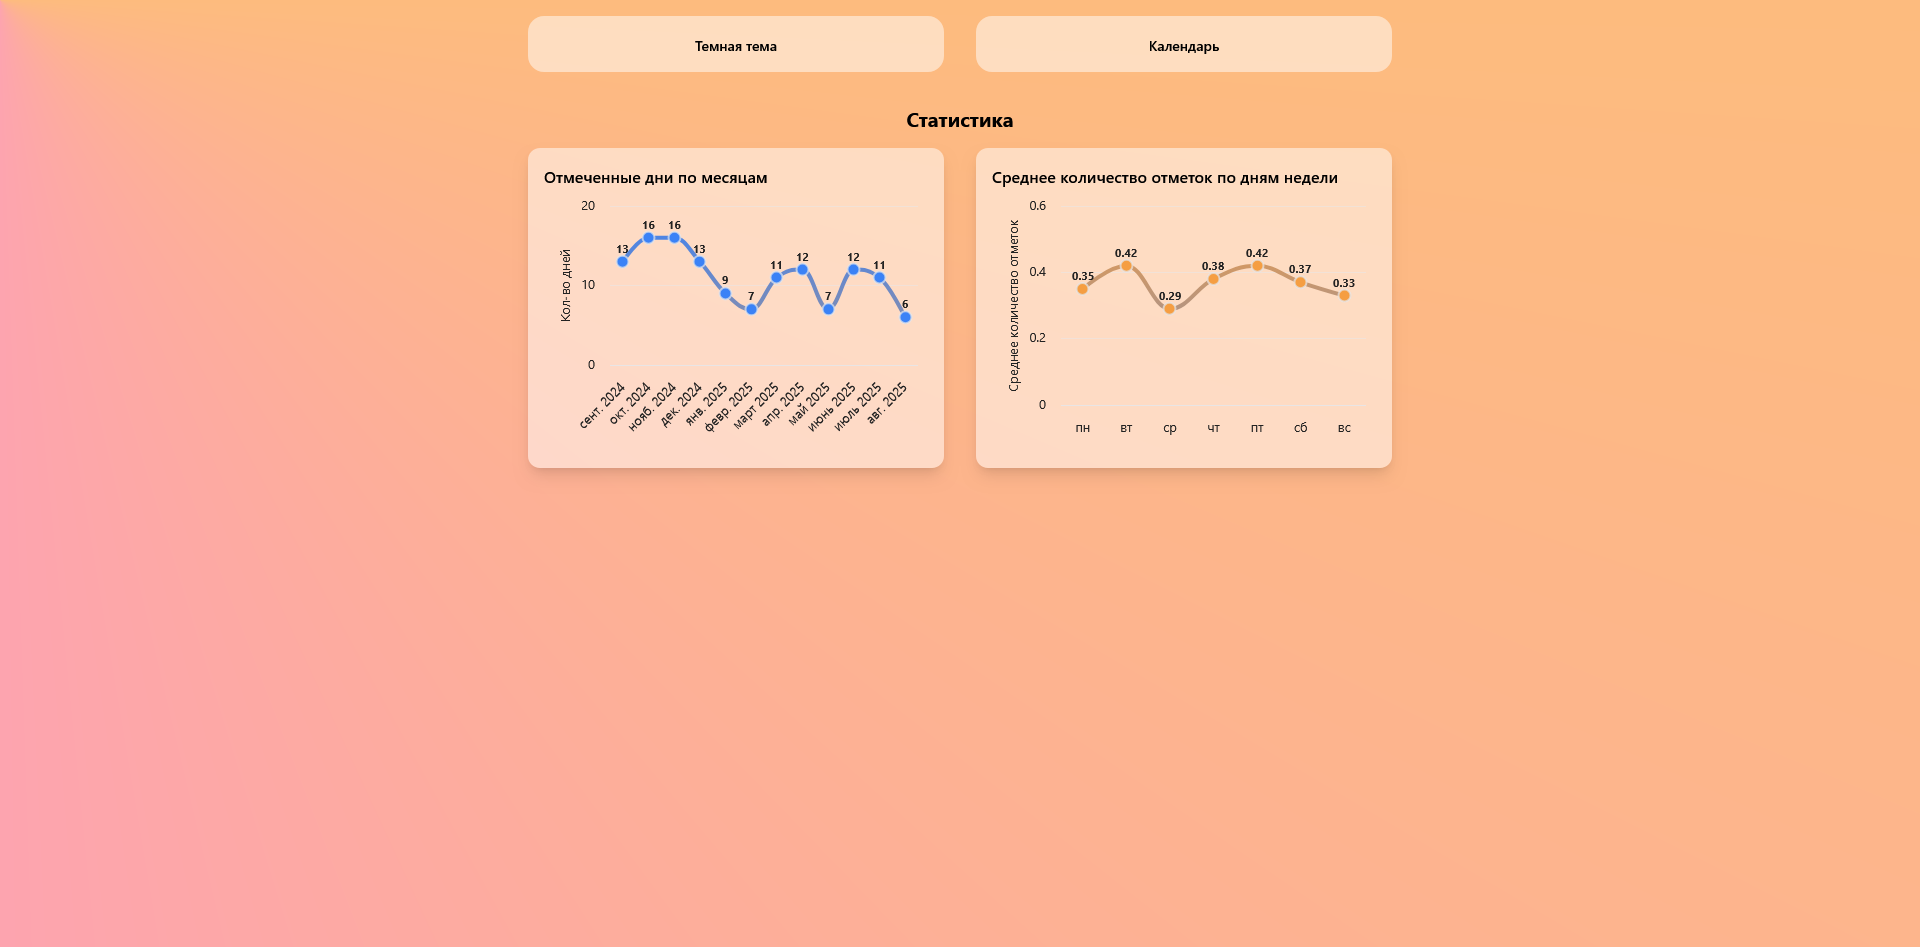 Темная тема
Календарь
Статистика
Отмеченные дни по месяцам
20
10
0
Кол-во дней
13
16
16
13
9
7
11
12
7
12
11
6
сент. 2024
окт. 2024
нояб. 2024
дек. 2024
янв. 2025
февр. 2025
март 2025
апр. 2025
май 2025
июнь 2025
июль 2025
авг. 2025
Среднее количество отметок по дням недели
0.6
0.4
0.2
0
Среднее количество отметок
0.35
0.42
0.29
0.38
0.42
0.37
0.33
пн
вт
ср
чт
пт
сб
вс